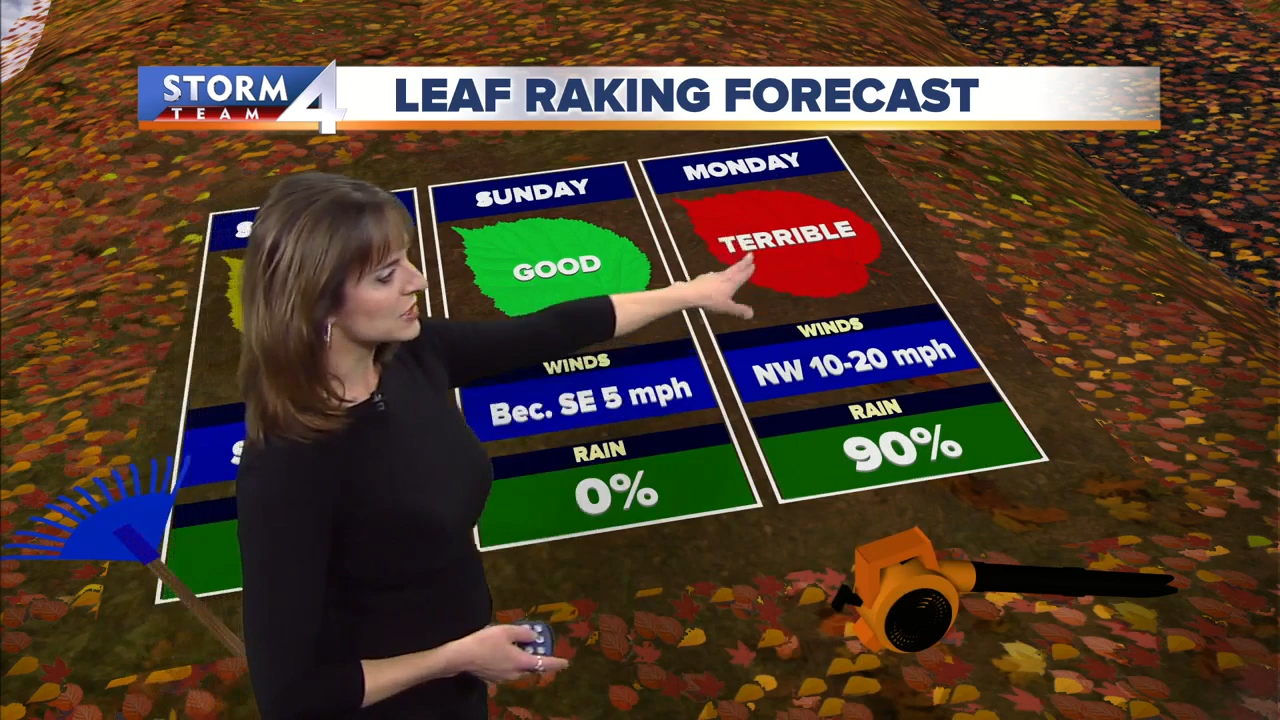 STORM
TEAM
4
LEAF RAKING FORECAST
SUNDAY
GOOD
WINDS
Bec. SE 5 mph
RAIN
0%
MONDAY
TERRIBLE
WINDS
NW 10-20 mph
RAIN
90%